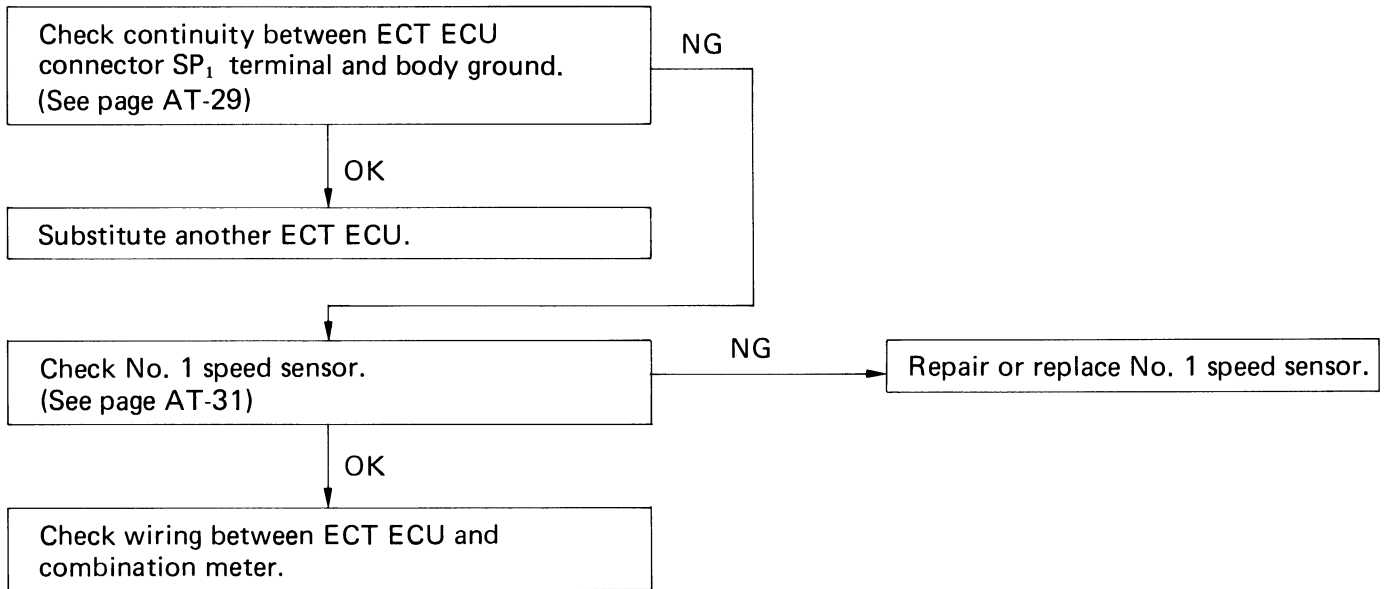 Check continuity between ECT ECU
connector SP₁ terminal and body ground.
(See page AT-29)
NG
OK
Substitute another ECT ECU.
Check No. 1 speed sensor.
(See page AT-31)
NG
Repair or replace No. 1 speed sensor.
OK
Check wiring between ECT ECU and
combination meter.